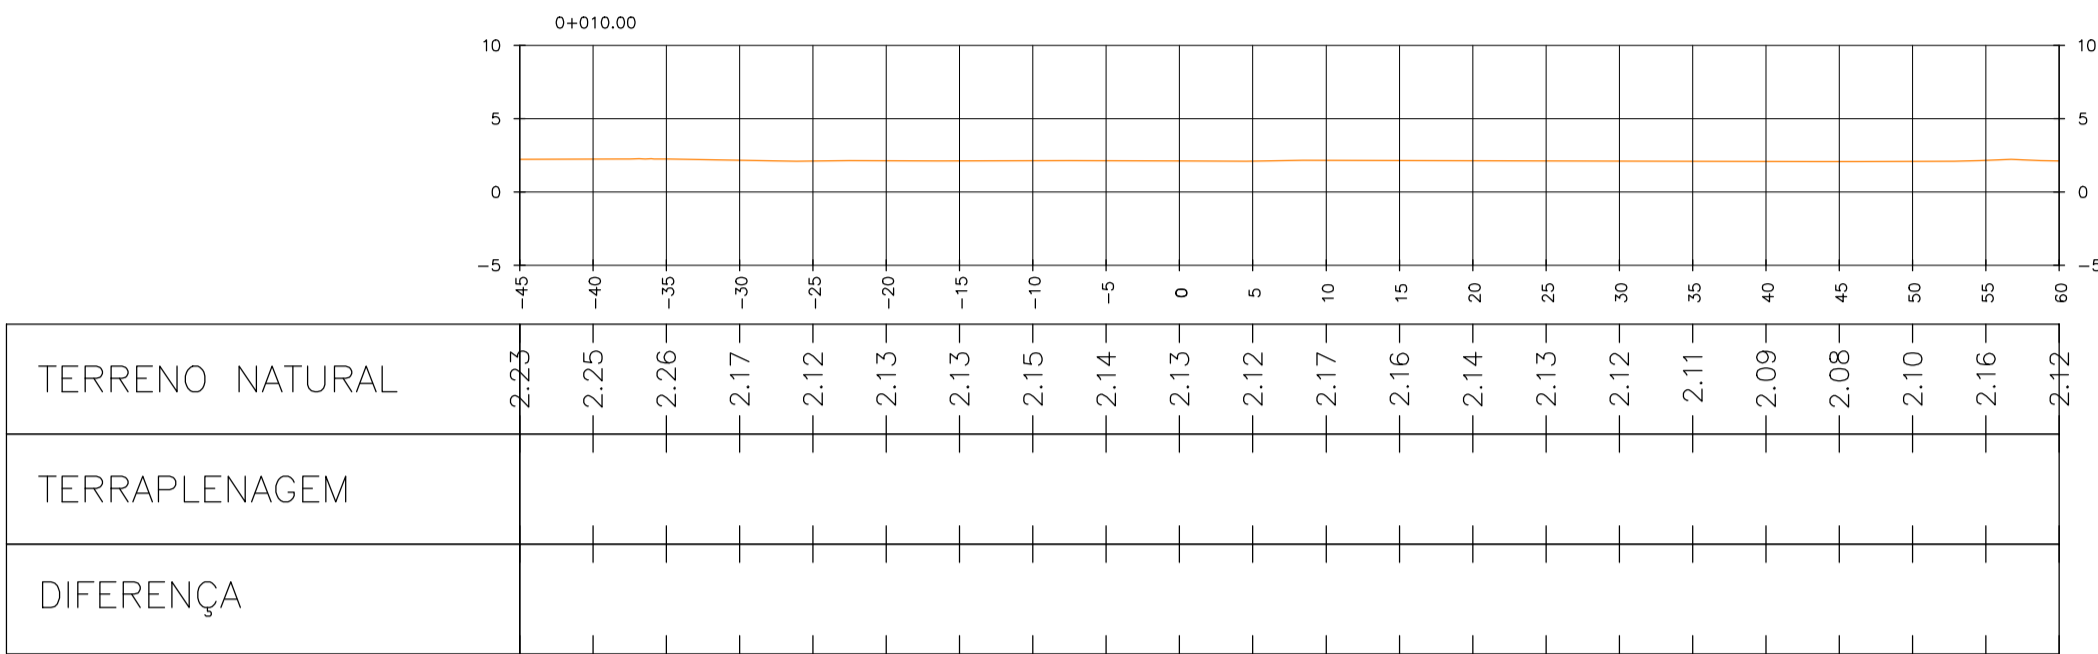 0+010.00
10 10
5 5
0 0
-5 -5
-45 -40 -35 -30 -25 -20 -15 -10 -5 0 5 10 15 20 25 30 35 40 45 50 55 60
TERRENO NATURAL 2.23 2.25 2.26 2.17 2.12 2.13 2.13 2.15 2.14 2.13 2.12 2.17 2.16 2.14 2.13 2.12 2.11 2.09 2.08 2.10 2.16 2.12
TERRAPLENAGEM
DIFERENÇA